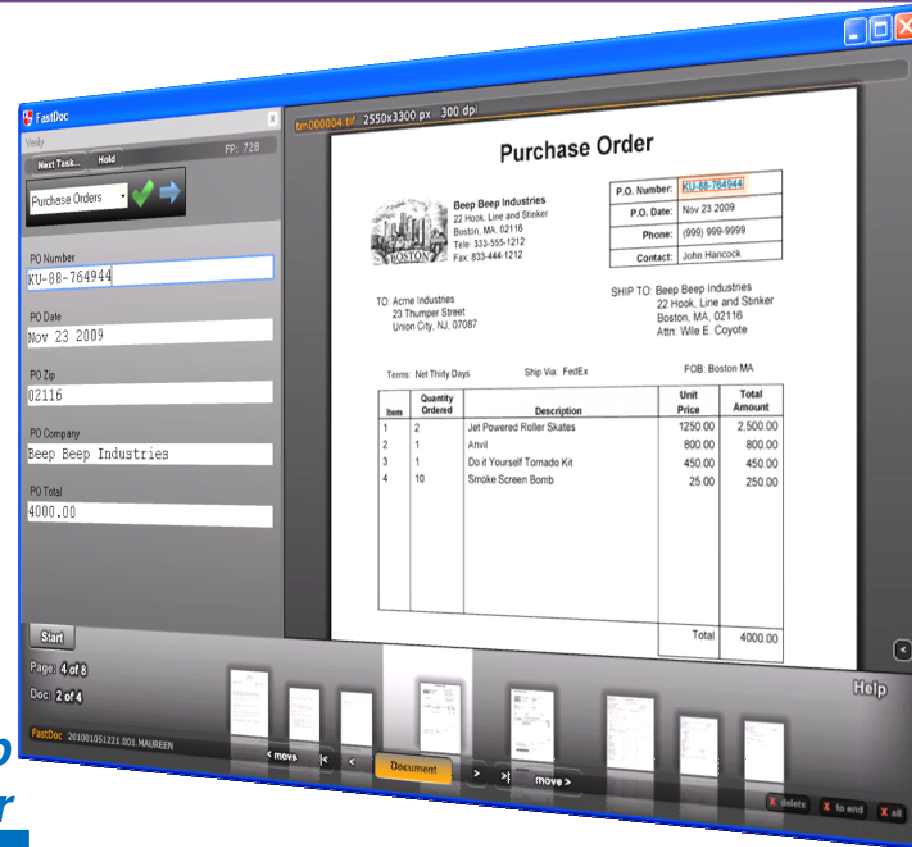 FastDoc
x
tm000004.tif 2550x3300 px 300 dpi
Verify
Next Task...
Hold
FP: 728
Purchase Orders
PO Number
KU-88-764944
PO Date
Nov 23 2009
PO Zip
02116
PO Company
Beep Beep Industries
PO Total
4000.00
Purchase Order
BOSTON
Beep Beep Industries
22 Hook, Line and Stinker
Boston, MA, 02116
Tele: 333-555-1212
Fax: 833-444-1212
P.O. Number: KU-88-764944
P.O. Date: Nov 23 2009
Phone: (999) 999-9999
Contact: John Hancock
TO: Acme Industries
23 Thumper Street
Union City, NJ, 07087
SHIP TO: Beep Beep Industries
22 Hook, Line and Stinker
Boston, MA, 02116
Attn: Wile E. Coyote
Terms: Net Thirty Days
Ship Via: FedEx
FOB: Boston MA
Item Quantity Ordered Description Unit Price Total Amount
1 2 Jet Powered Roller Skates 1250.00 2,500.00
2 1 Anvil 800.00 800.00
3 1 Do it Yourself Tornado Kit 450.00 450.00
4 10 Smoke Screen Bomb 25.00 250.00
Total 4000.00
Start
Page: 4 of 8
Doc: 2 of 4
Help
FastDoc 201001051221.001.MAUREEN
< move |< < Document > >| move >
X delete X to end X all